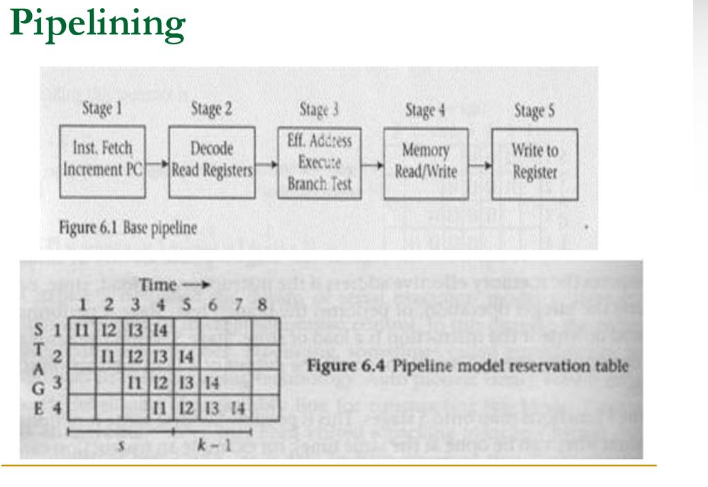 Pipelining
Stage 1 Stage 2 Stage 3 Stage 4 Stage 5
Inst. Fetch
Increment PC
Decode
Read Registers
Eff. Address
Execute
Branch Test
Memory
Read/Write
Write to
Register
Figure 6.1 Base pipeline
Time
1 2 3 4 5 6 7 8
S 1 I1 I2 I3 I4
T
2 I1 I2 I3 I4
A
G 3 I1 I2 I3 I4
E 4 I1 I2 I3 I4
s k-1
Figure 6.4 Pipeline model reservation table